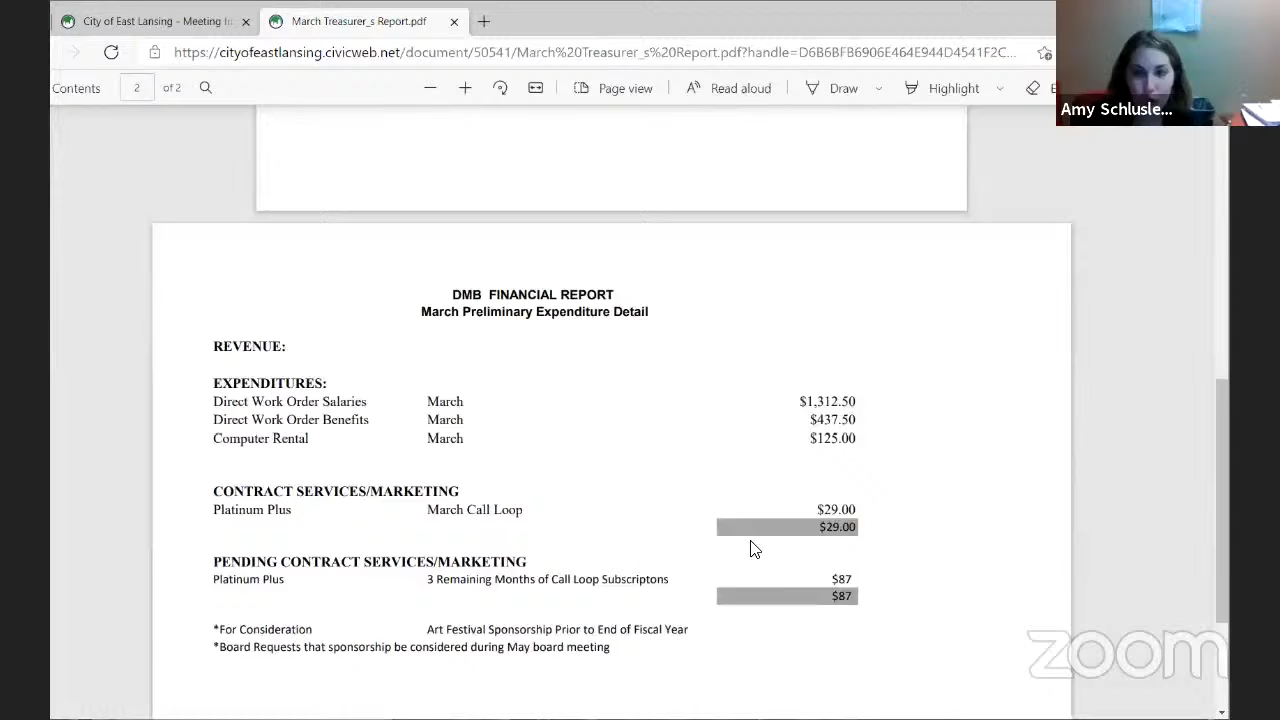 City of East Lansing - Meeting In
March Treasurer_s Report.pdf
https://cityofeastlansing.civicweb.net/document/50541/March%20Treasurer_s%20Report.pdf?handle=D6B6BFB6906E464E944D4541F2C...
Contents 2 of 2 Page view Read aloud Draw Highlight
Amy Schlusle...
DMB FINANCIAL REPORT
March Preliminary Expenditure Detail
REVENUE:
EXPENDITURES:
Direct Work Order Salaries March $1,312.50
Direct Work Order Benefits March $437.50
Computer Rental March $125.00
CONTRACT SERVICES/MARKETING
Platinum Plus March Call Loop $29.00
$29.00
PENDING CONTRACT SERVICES/MARKETING
Platinum Plus 3 Remaining Months of Call Loop Subscriptons $87
$87
*For Consideration Art Festival Sponsorship Prior to End of Fiscal Year
*Board Requests that sponsorship be considered during May board meeting
zoom